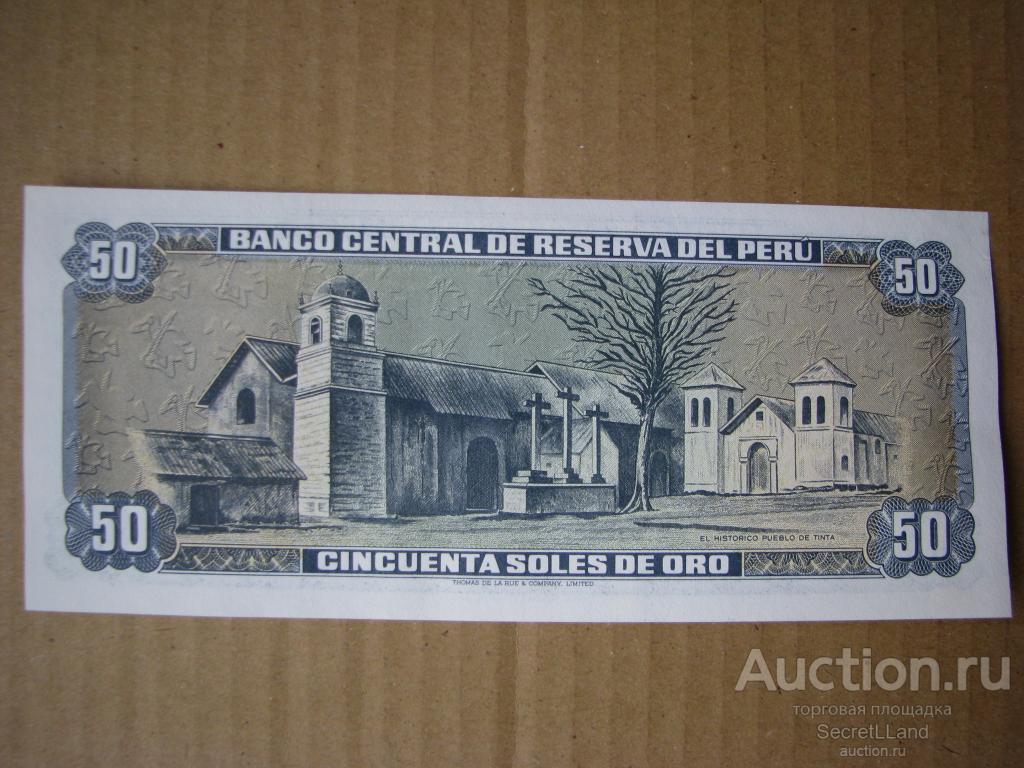 50 BANCO CENTRAL DE RESERVA DEL PERÚ 50
EL HISTORICO PUEBLO DE TINTA
50 CINCUENTA SOLES DE ORO 50
THOMAS DE LA RUE & COMPANY, LIMITED
Auction.ru
торговая площадка
SecretLLand
auction.ru